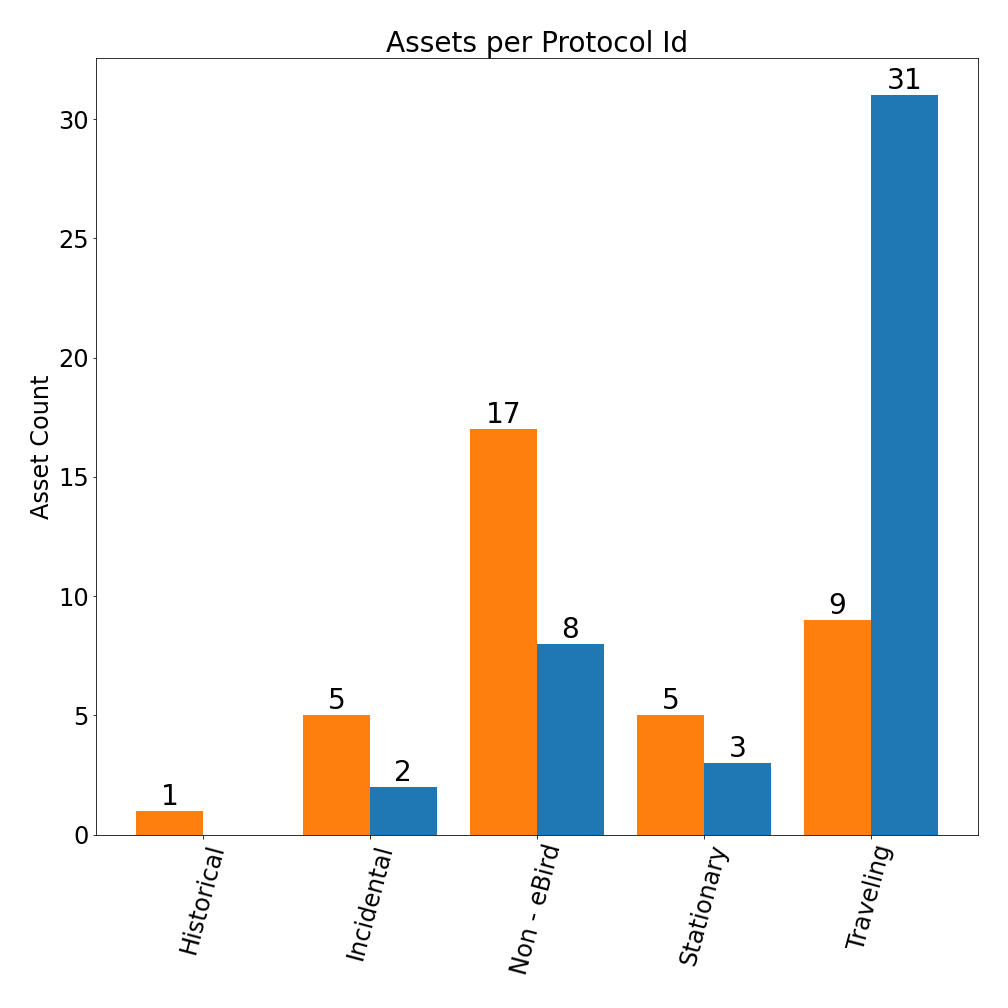 Assets per Protocol Id
Asset Count
30
25
20
15
10
5
0
1
5
2
17
8
5
3
9
31
Historical
Incidental
Non - eBird
Stationary
Traveling